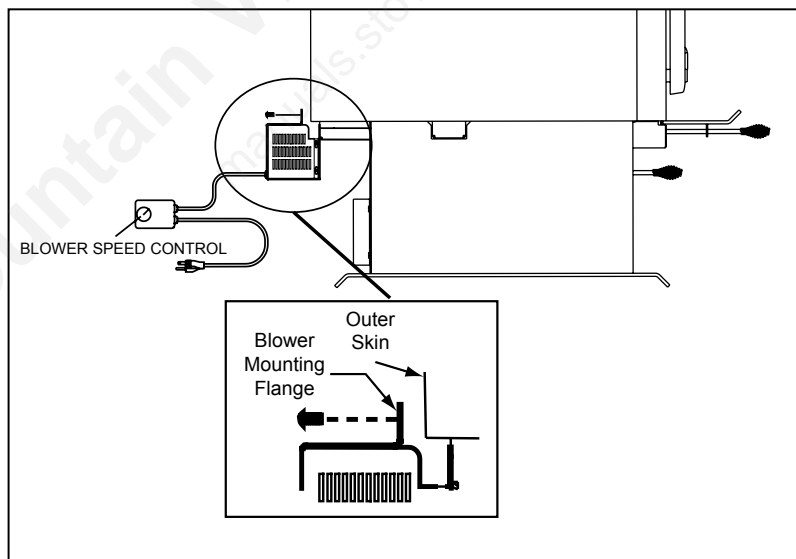 BLOWER SPEED CONTROL
Outer
Skin
Blower
Mounting
Flange